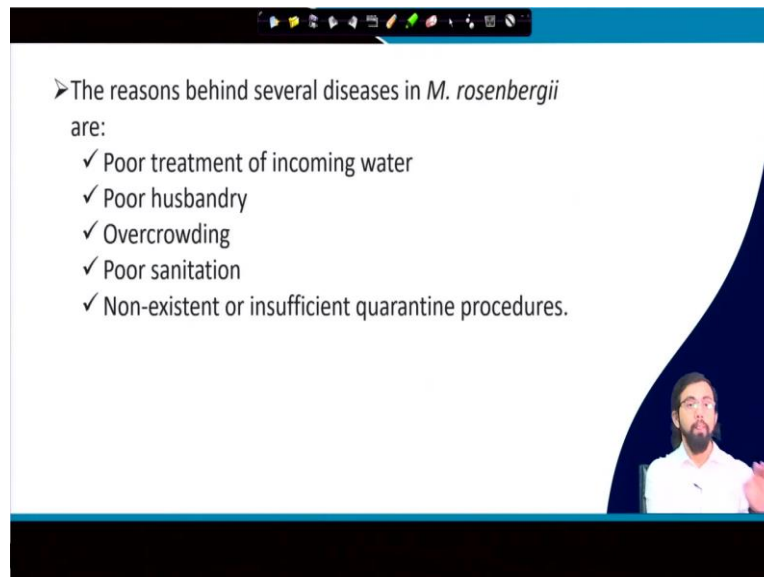 ➢The reasons behind several diseases in M. rosenbergii
are:
✓ Poor treatment of incoming water
✓ Poor husbandry
✓ Overcrowding
✓ Poor sanitation
✓ Non-existent or insufficient quarantine procedures.